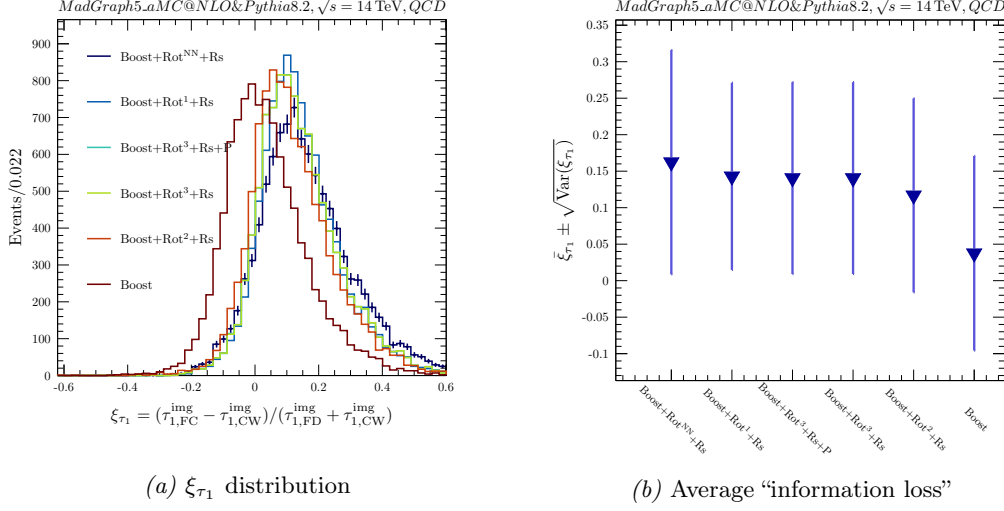 MadGraph5_aMC@NLO&Pythia8.2, √s = 14 TeV, QCD
900
800
700
600
500
400
300
200
100
0
Events/0.022
Boost+Rot^NN+Rs
Boost+Rot^1+Rs
Boost+Rot^3+Rs+P
Boost+Rot^3+Rs
Boost+Rot^2+Rs
Boost
-0.6 -0.4 -0.2 0 0.2 0.4 0.6
ξ_τ1 = (τ^img_1,FC − τ^img_1,CW)/(τ^img_1,FD + τ^img_1,CW)
(a) ξ_τ1 distribution
MadGraph5_aMC@NLO&Pythia8.2, √s = 14 TeV, QCD
0.35
0.3
0.25
0.2
0.15
0.1
0.05
0
-0.05
-0.1
ξ̄_τ1 ± √Var(ξ_τ1)
Boost+Rot^NN
+Rs
Boost+Rot^1
+Rs
Boost+Rot^3
+Rs+P
Boost+Rot^3
+Rs
Boost+Rot^2
+Rs
Boost
(b) Average “information loss”